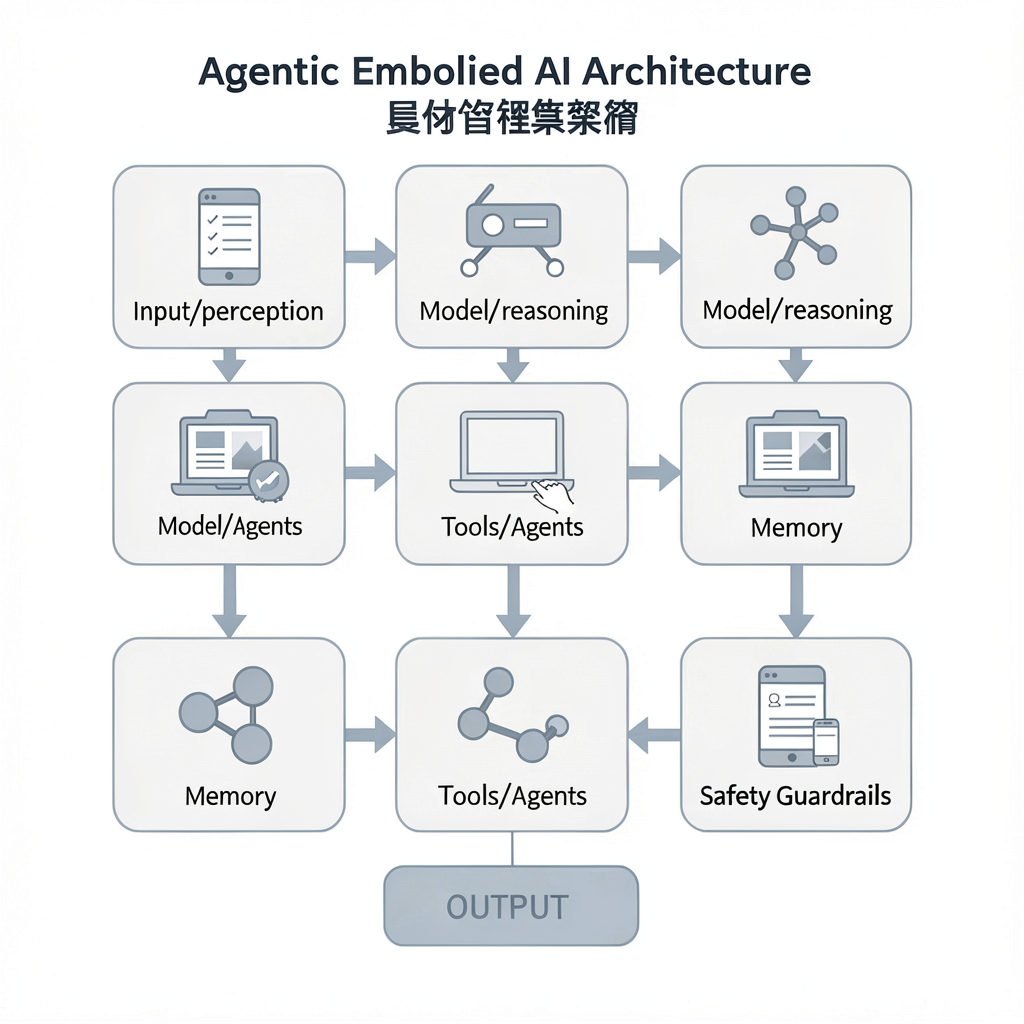 Agentic Embolied AI Architecture
Input/perception
Model/reasoning
Model/reasoning
Model/Agents
Tools/Agents
Memory
Memory
Tools/Agents
Safety Guardrails
OUTPUT